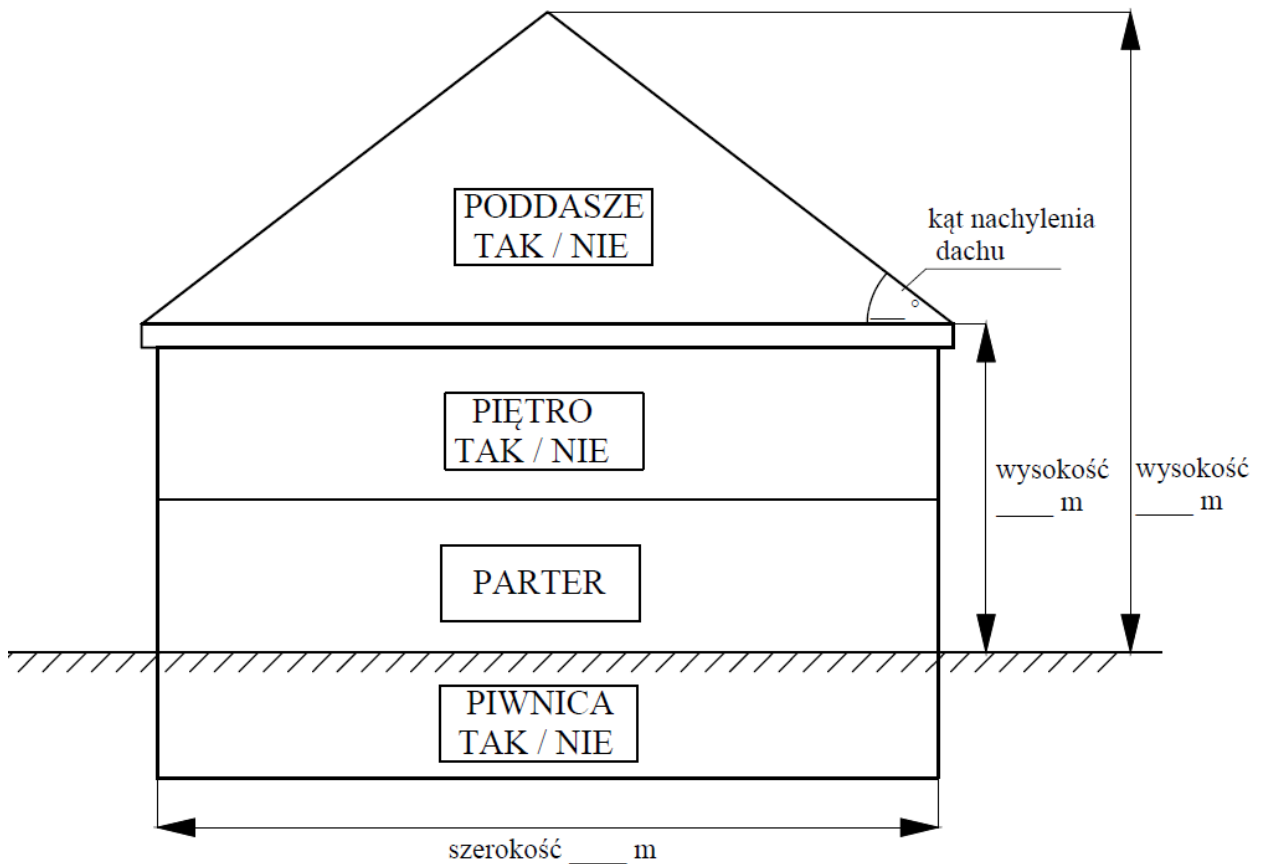 PODDASZE
TAK / NIE
kąt nachylenia
dachu
____ °
PIĘTRO
TAK / NIE
wysokość
____ m
wysokość
____ m
PARTER
PIWNICA
TAK / NIE
szerokość ____ m